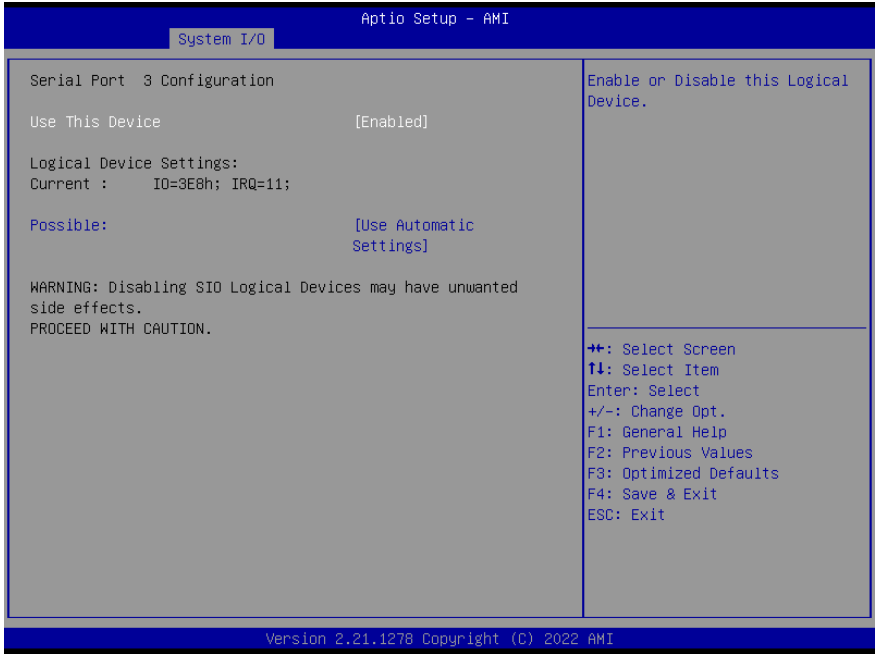 Aptio Setup – AMI
System I/O
Serial Port  3 Configuration
Use This Device [Enabled]
Logical Device Settings:
Current :     IO=3E8h; IRQ=11;
Possible: [Use Automatic
Settings]
WARNING: Disabling SIO Logical Devices may have unwanted
side effects.
PROCEED WITH CAUTION.
Enable or Disable this Logical
Device.
→←: Select Screen
↑↓: Select Item
Enter: Select
+/-: Change Opt.
F1: General Help
F2: Previous Values
F3: Optimized Defaults
F4: Save & Exit
ESC: Exit
Version 2.21.1278 Copyright (C) 2022 AMI